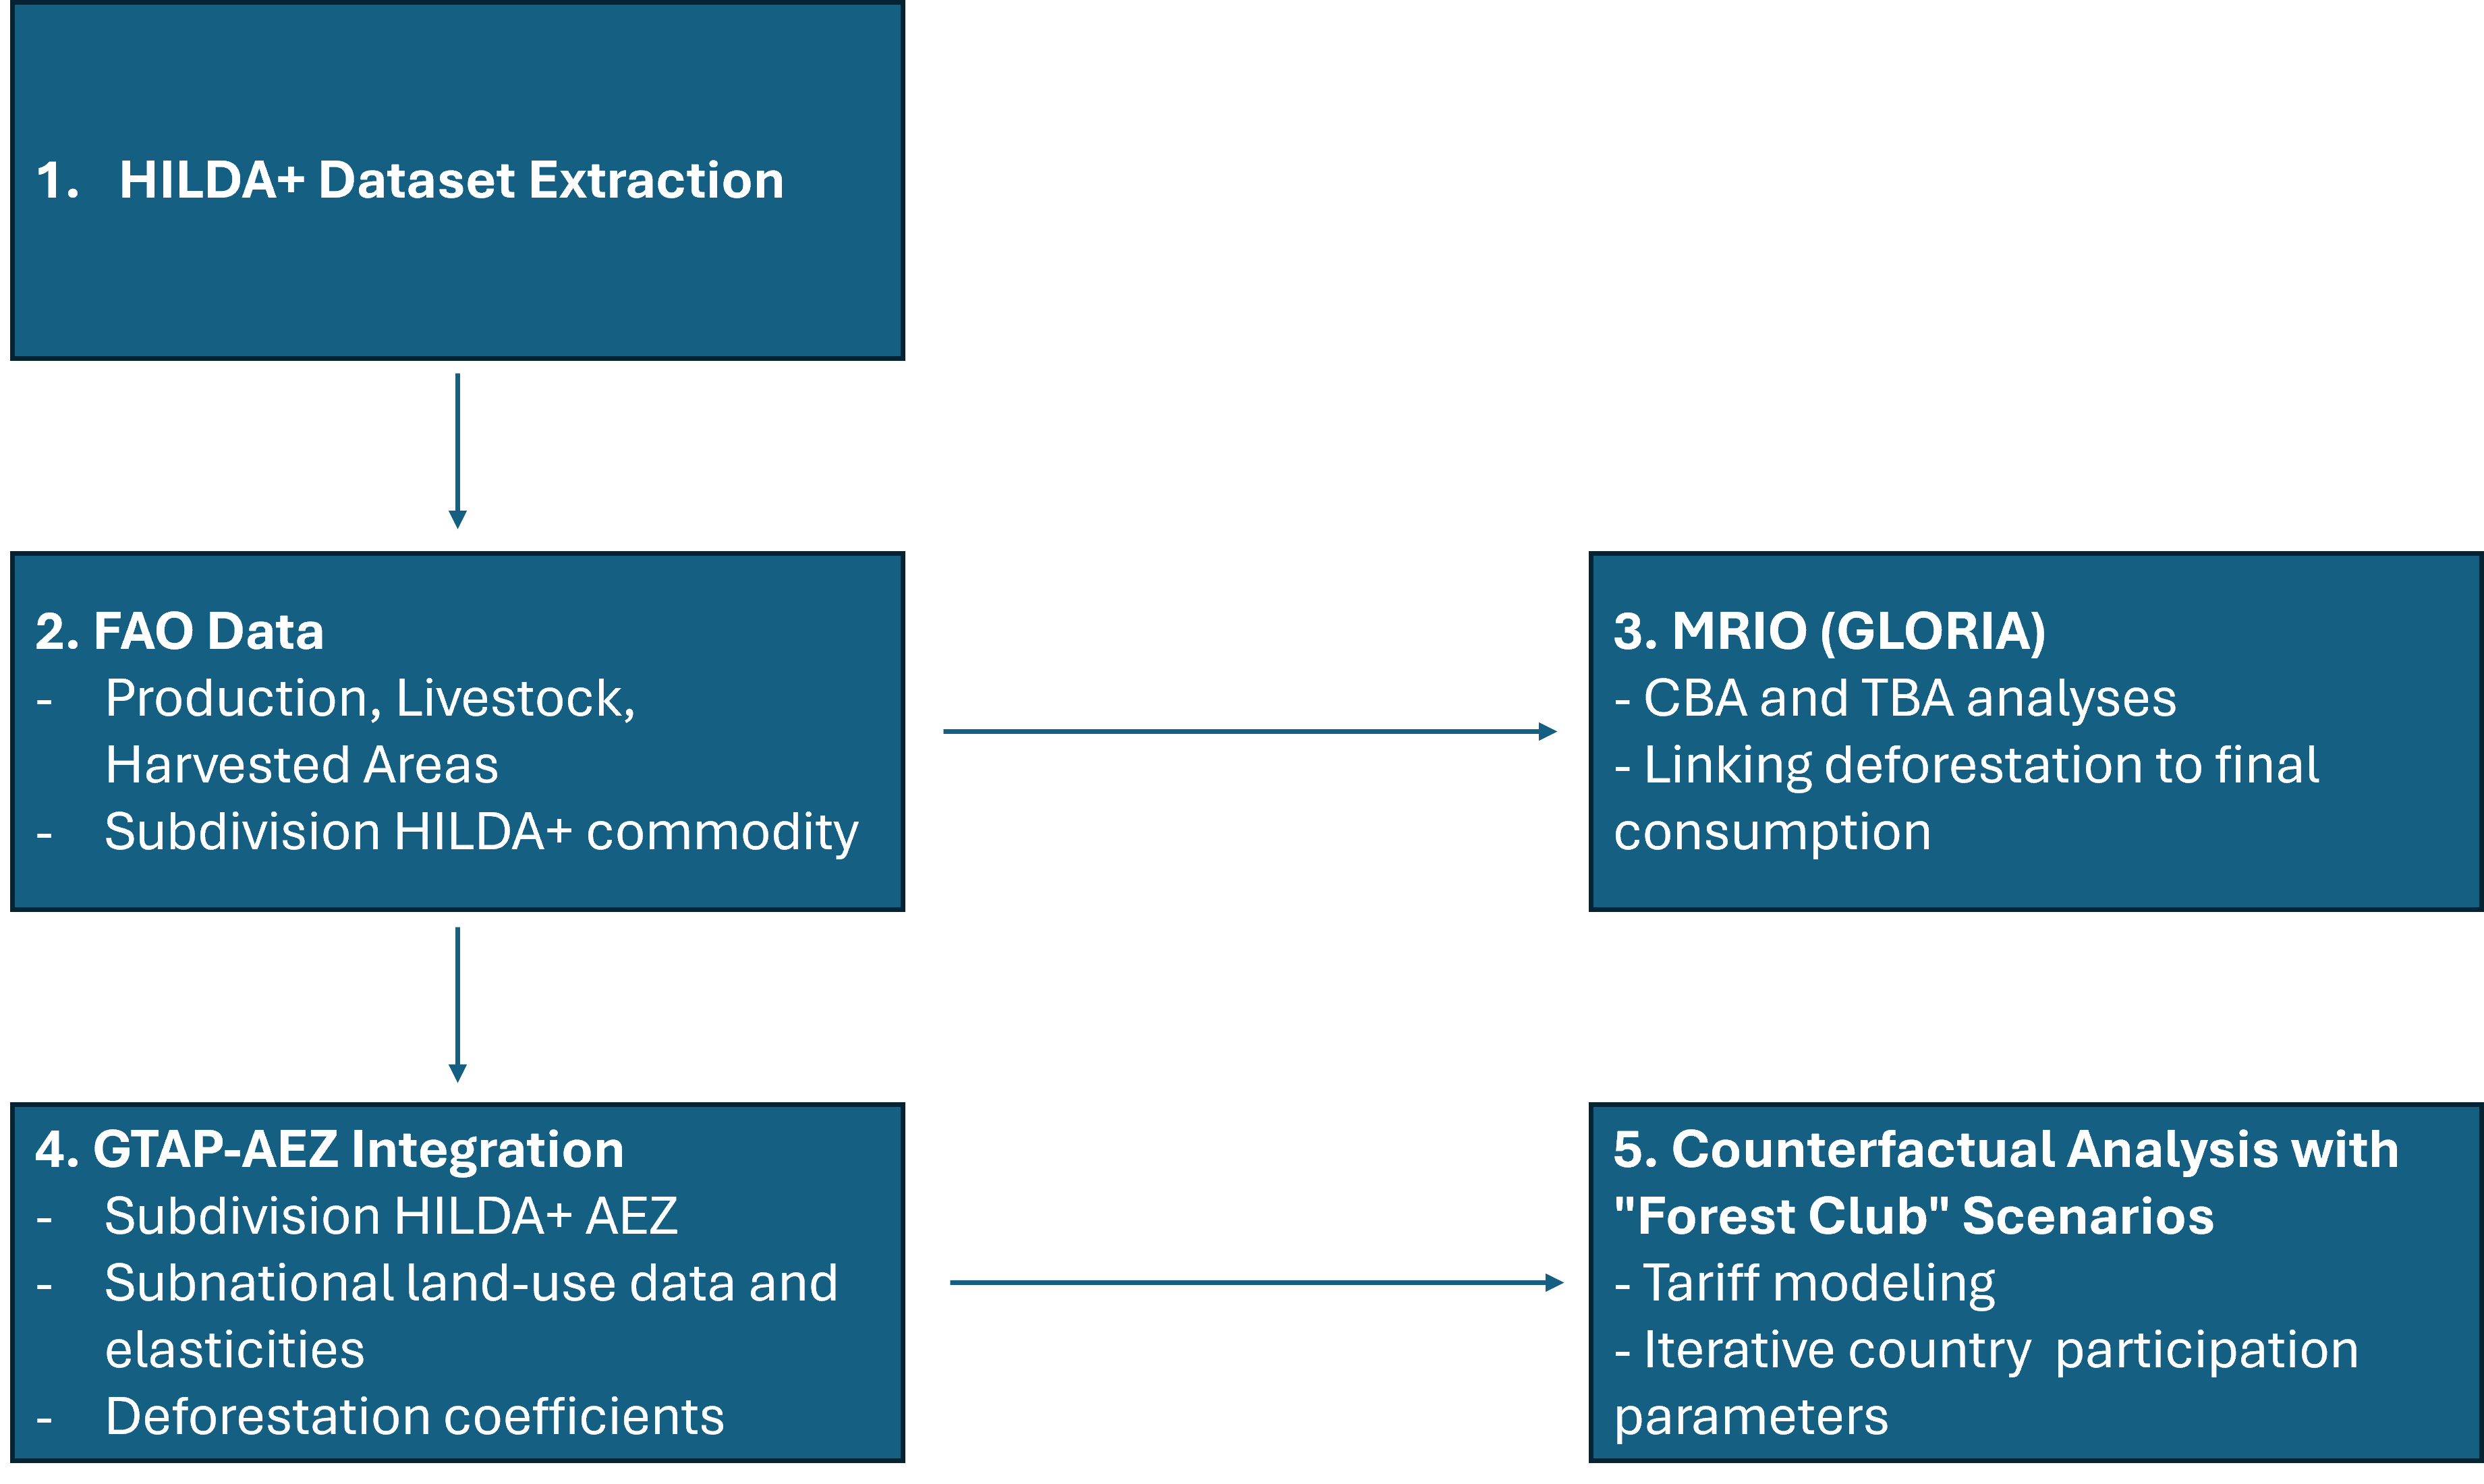 1. HILDA+ Dataset Extraction
2. FAO Data
- Production, Livestock,
Harvested Areas
- Subdivision HILDA+ commodity
3. MRIO (GLORIA)
- CBA and TBA analyses
- Linking deforestation to final
consumption
4. GTAP-AEZ Integration
- Subdivision HILDA+ AEZ
- Subnational land-use data and
elasticities
- Deforestation coefficients
5. Counterfactual Analysis with
"Forest Club" Scenarios
- Tariff modeling
- Iterative country  participation
parameters